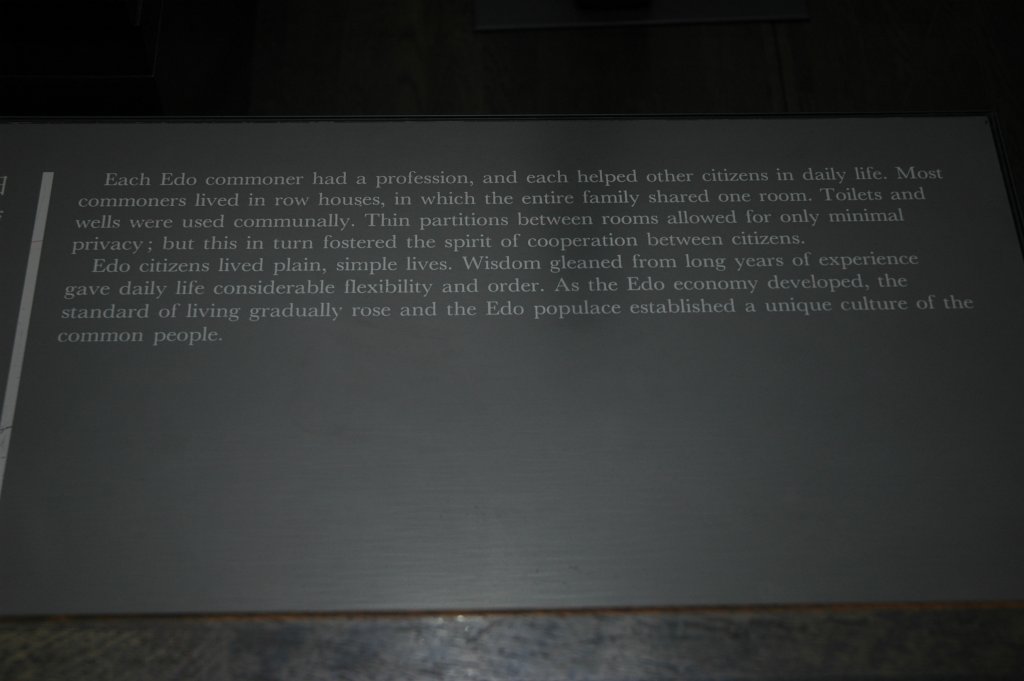 Each Edo commoner had a profession, and each helped other citizens in daily life. Most
commoners lived in row houses, in which the entire family shared one room. Toilets and
wells were used communally. Thin partitions between rooms allowed for only minimal
privacy; but this in turn fostered the spirit of cooperation between citizens.
Edo citizens lived plain, simple lives. Wisdom gleaned from long years of experience
gave daily life considerable flexibility and order. As the Edo economy developed, the
standard of living gradually rose and the Edo populace established a unique culture of the
common people.